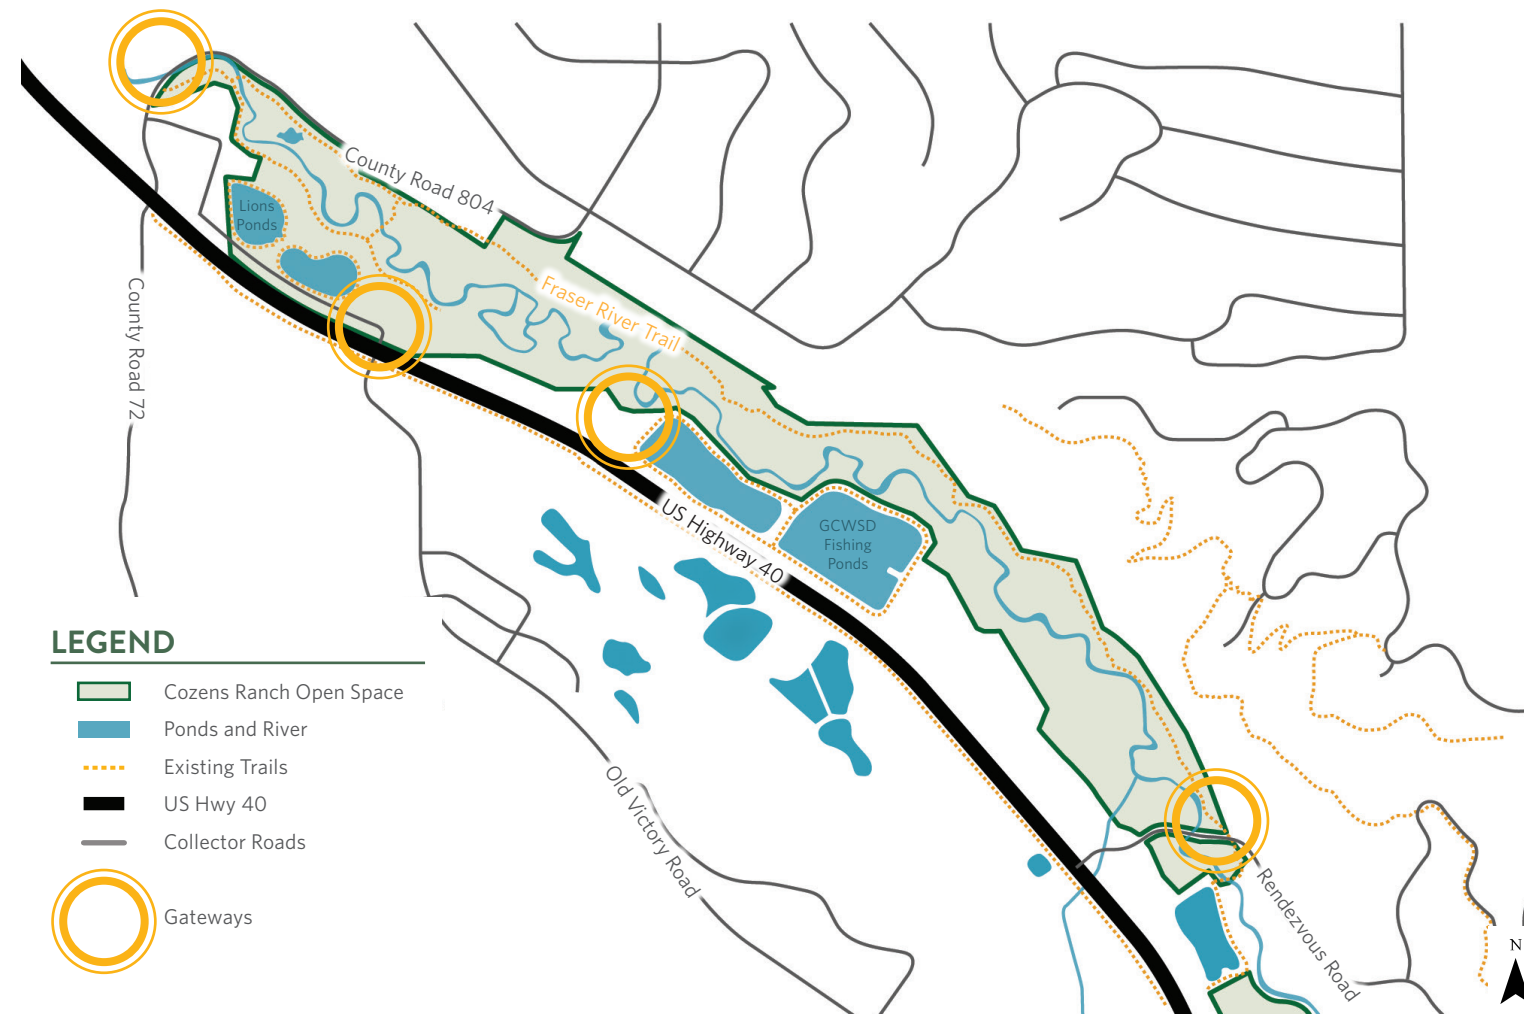 County Road 804
Lions
Ponds
Fraser River Trail
County Road 72
US Highway 40
GCWSD
Fishing
Ponds
LEGEND
Cozens Ranch Open Space
Ponds and River
Existing Trails
US Hwy 40
Collector Roads
Gateways
Old Victory Road
Rendezvous Road
N